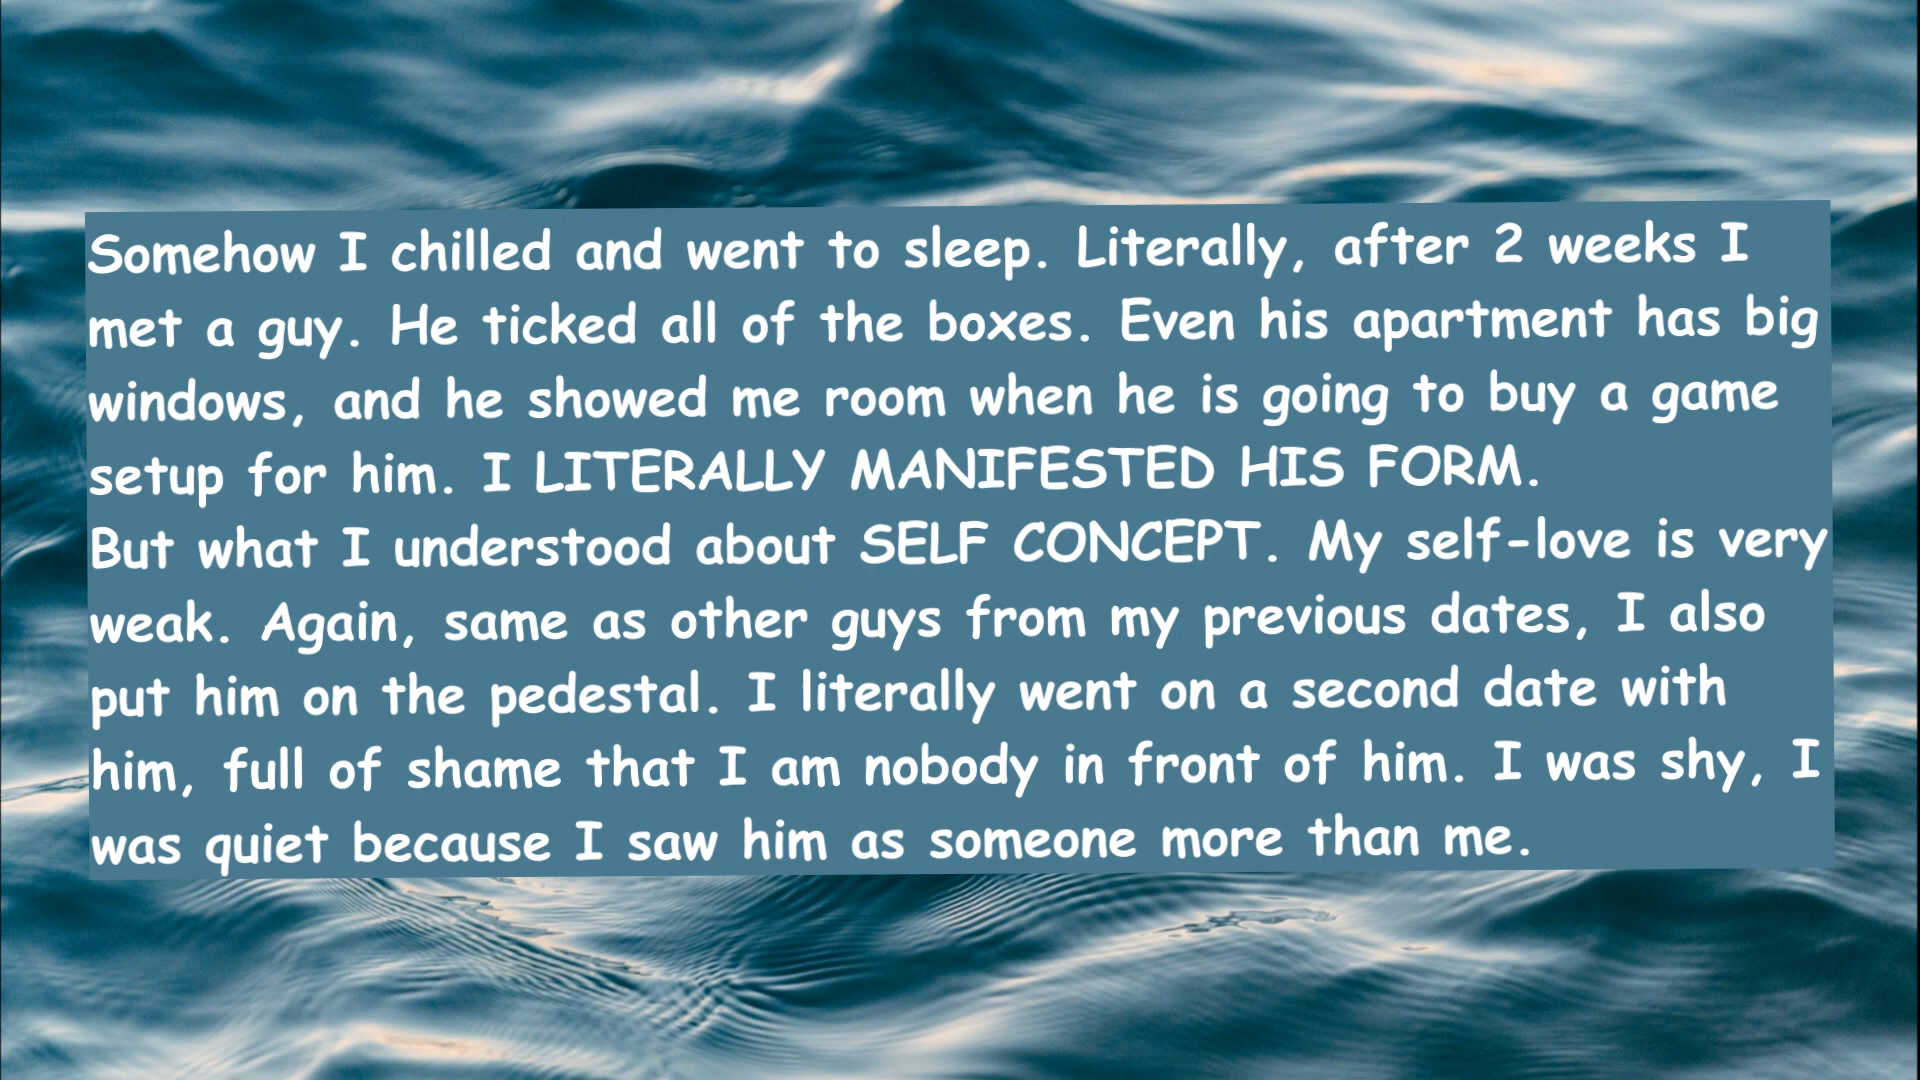 Somehow I chilled and went to sleep. Literally, after 2 weeks I
met a guy. He ticked all of the boxes. Even his apartment has big
windows, and he showed me room when he is going to buy a game
setup for him. I LITERALLY MANIFESTED HIS FORM.
But what I understood about SELF CONCEPT. My self-love is very
weak. Again, same as other guys from my previous dates, I also
put him on the pedestal. I literally went on a second date with
him, full of shame that I am nobody in front of him. I was shy, I
was quiet because I saw him as someone more than me.